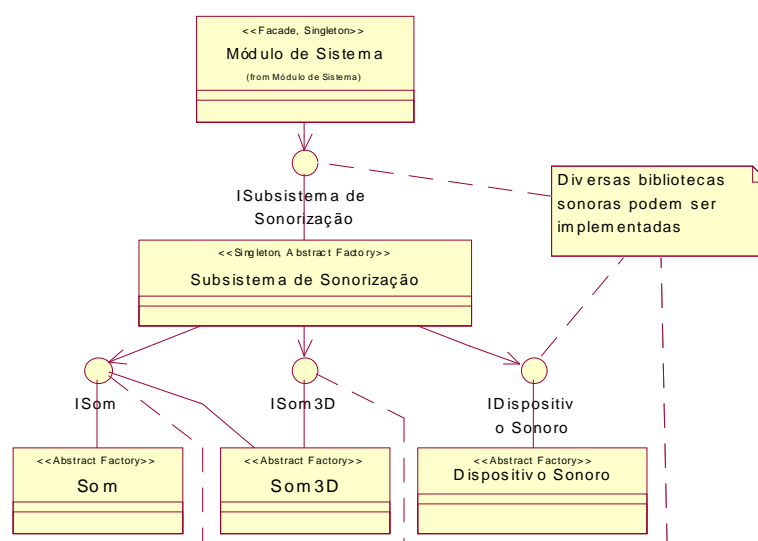 <<Facade, Singleton>>
Módulo de Sistema
(from Módulo de Sistema)
ISubsistema de
Sonorização
Diversas bibliotecas
sonoras podem ser
implementadas
<<Singleton, Abstract Factory>>
Subsistema de Sonorização
ISom
ISom3D
IDispositiv
o Sonoro
<<Abstract Factory>>
Som
<<Abstract Factory>>
Som3D
<<Abstract Factory>>
Dispositivo Sonoro